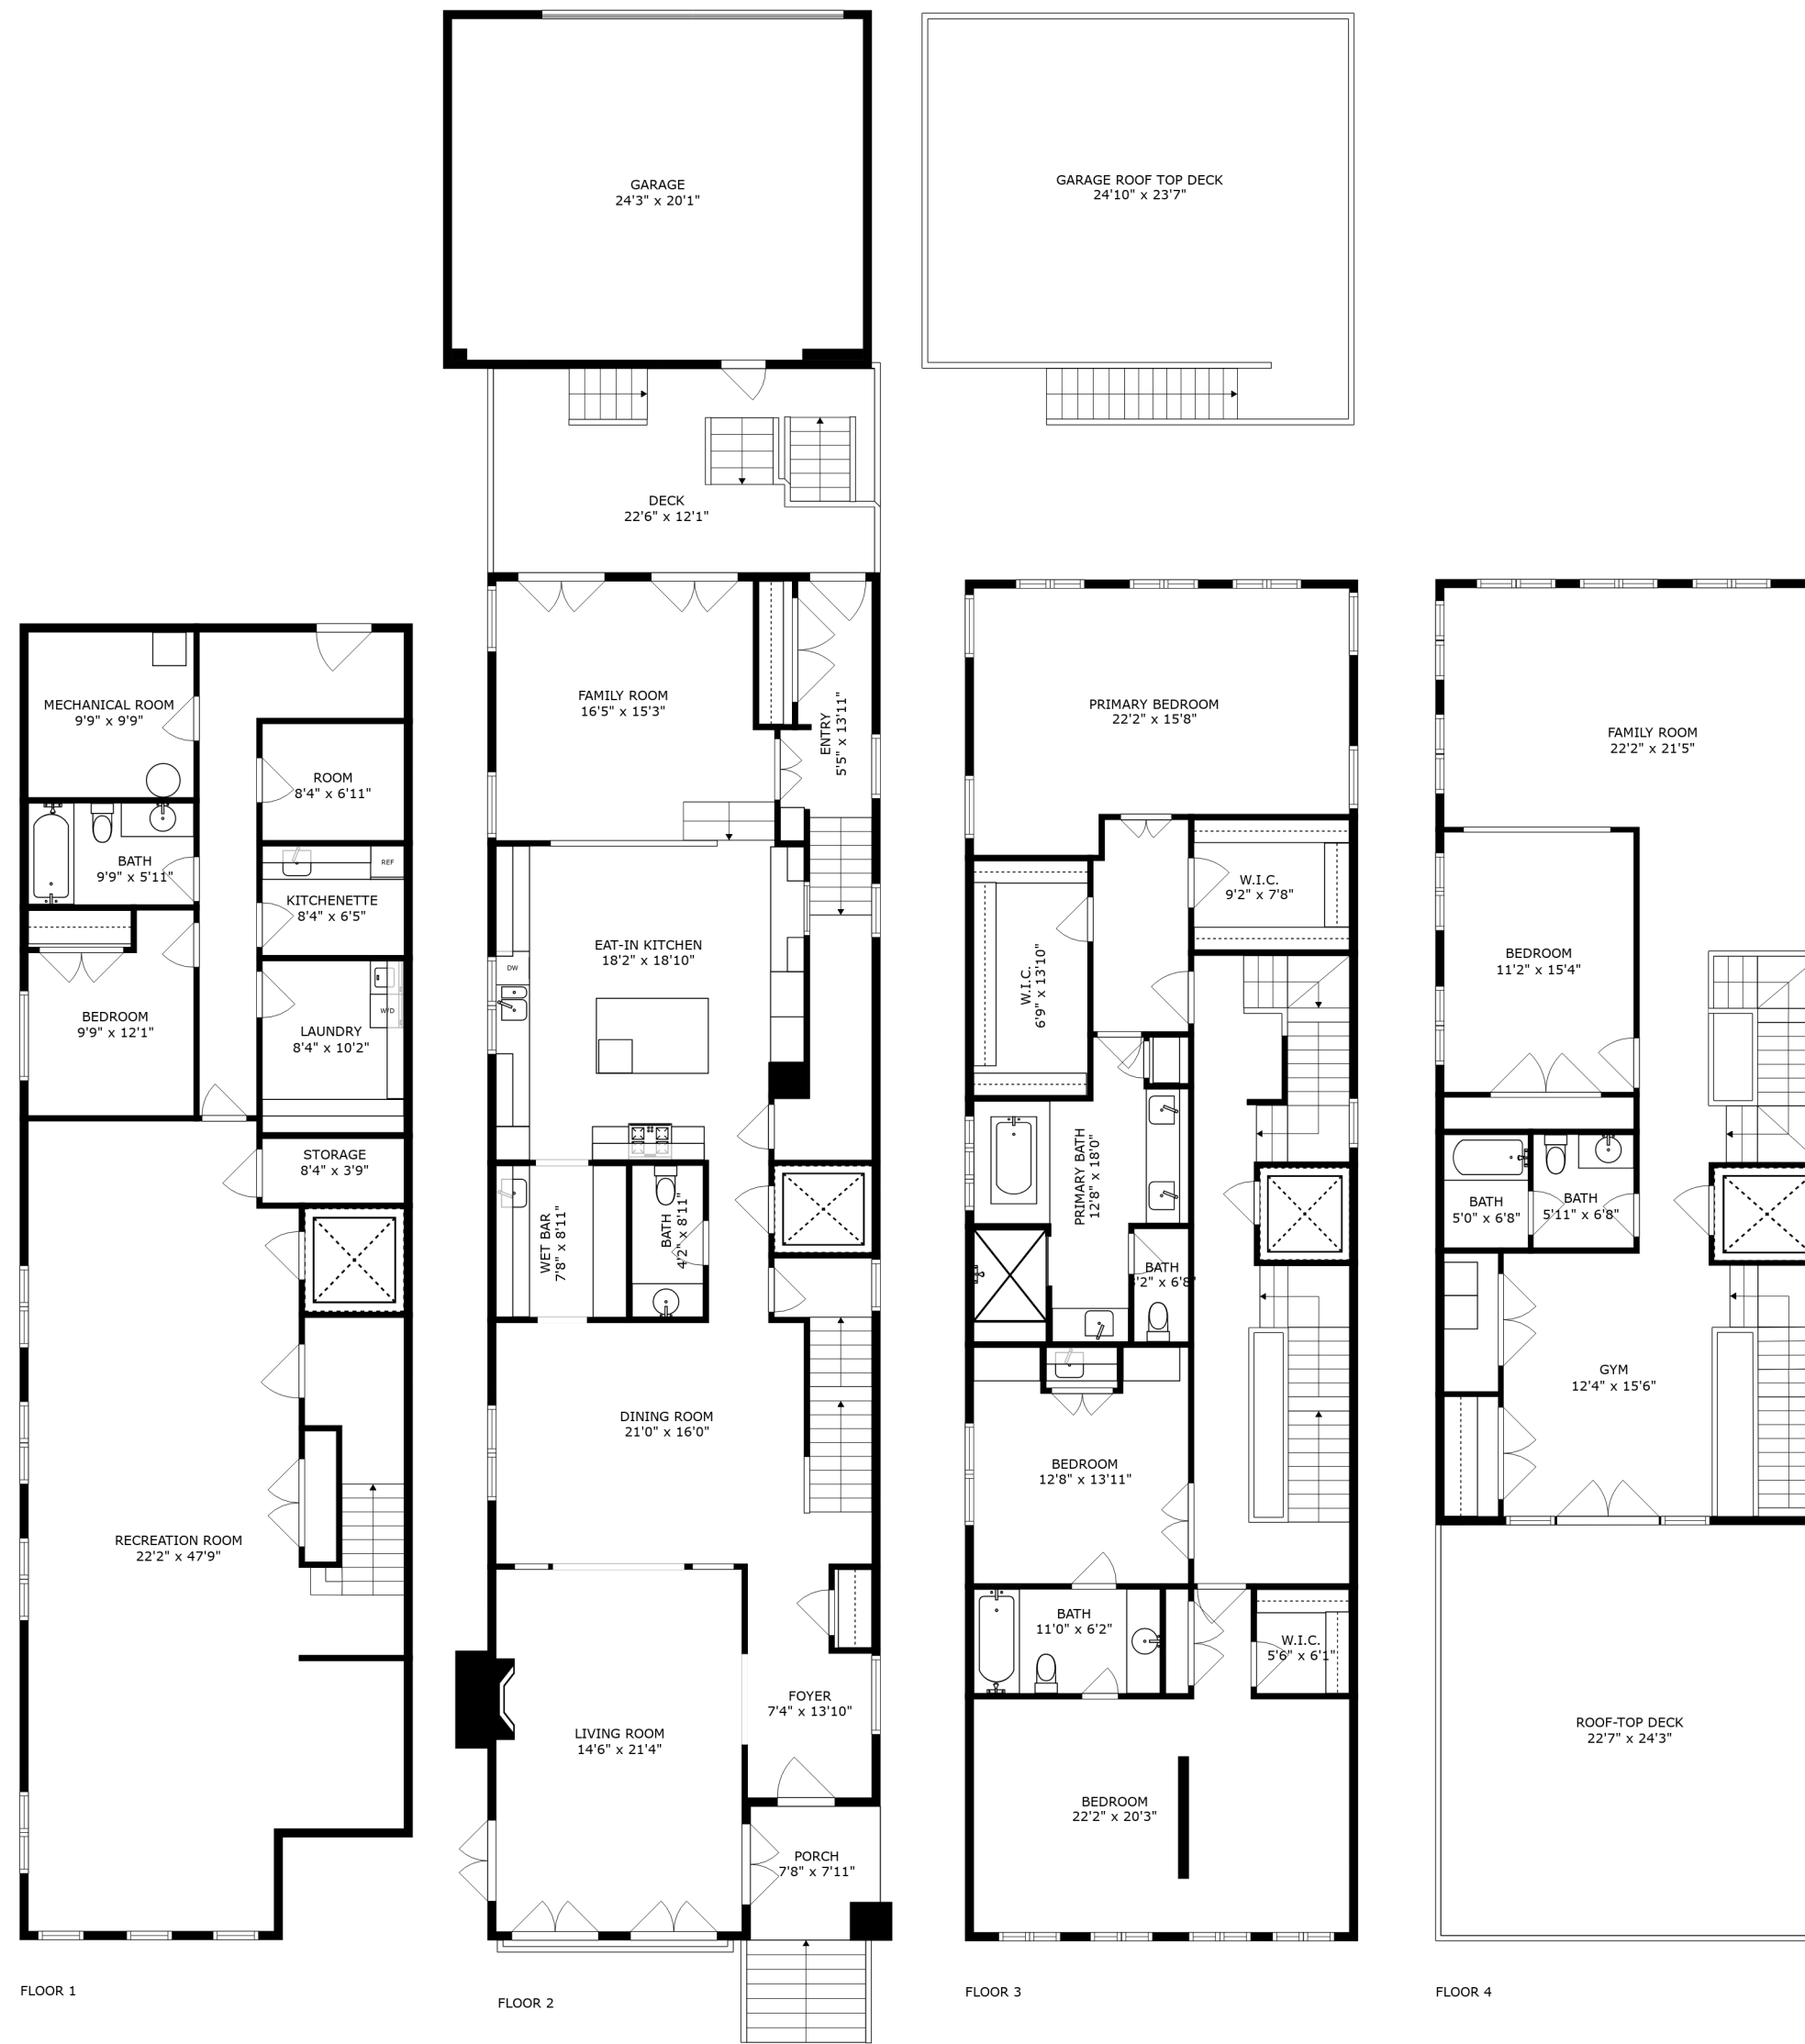 GARAGE
24'3" x 20'1"
GARAGE ROOF TOP DECK
24'10" x 23'7"
DECK
22'6" x 12'1"
MECHANICAL ROOM
9'9" x 9'9"
ROOM
8'4" x 6'11"
BATH
9'9" x 5'11"
REF
KITCHENETTE
8'4" x 6'5"
BEDROOM
9'9" x 12'1"
W/D
LAUNDRY
8'4" x 10'2"
STORAGE
8'4" x 3'9"
RECREATION ROOM
22'2" x 47'9"
FLOOR 1
FAMILY ROOM
16'5" x 15'3"
ENTRY
5'5" x 13'11"
EAT-IN KITCHEN
18'2" x 18'10"
DW
WET BAR
7'8" x 8'11"
BATH
4'2" x 8'11"
DINING ROOM
21'0" x 16'0"
FOYER
7'4" x 13'10"
LIVING ROOM
14'6" x 21'4"
PORCH
7'8" x 7'11"
FLOOR 2
PRIMARY BEDROOM
22'2" x 15'8"
W.I.C.
9'2" x 7'8"
W.I.C.
6'9" x 13'10"
PRIMARY BATH
12'8" x 18'0"
BATH
'2" x 6'8"
BEDROOM
12'8" x 13'11"
BATH
11'0" x 6'2"
W.I.C.
5'6" x 6'1"
BEDROOM
22'2" x 20'3"
FLOOR 3
FAMILY ROOM
22'2" x 21'5"
BEDROOM
11'2" x 15'4"
BATH
5'0" x 6'8"
BATH
5'11" x 6'8"
GYM
12'4" x 15'6"
ROOF-TOP DECK
22'7" x 24'3"
FLOOR 4